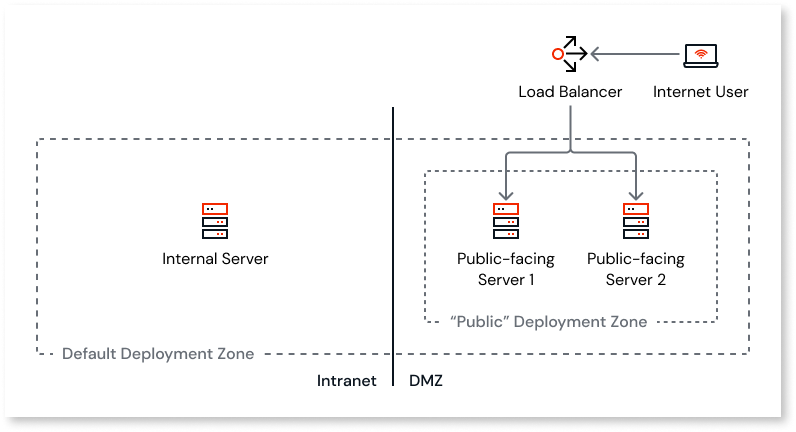 Load Balancer
Internet User
Internal Server
Public-facing
Server 1
Public-facing
Server 2
“Public” Deployment Zone
Default Deployment Zone
Intranet
DMZ